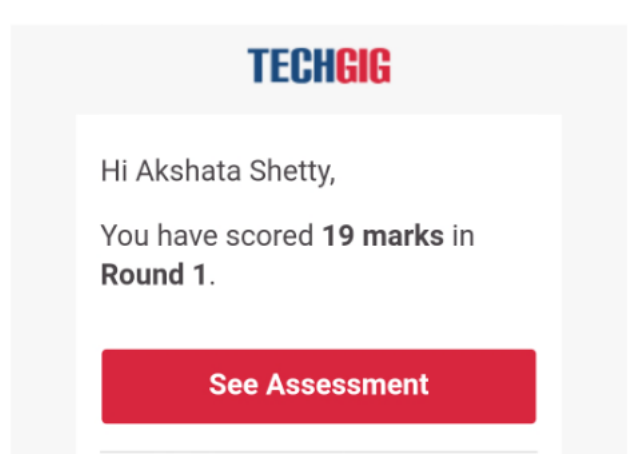 TECHGIG
Hi Akshata Shetty,
You have scored 19 marks in
Round 1.
See Assessment